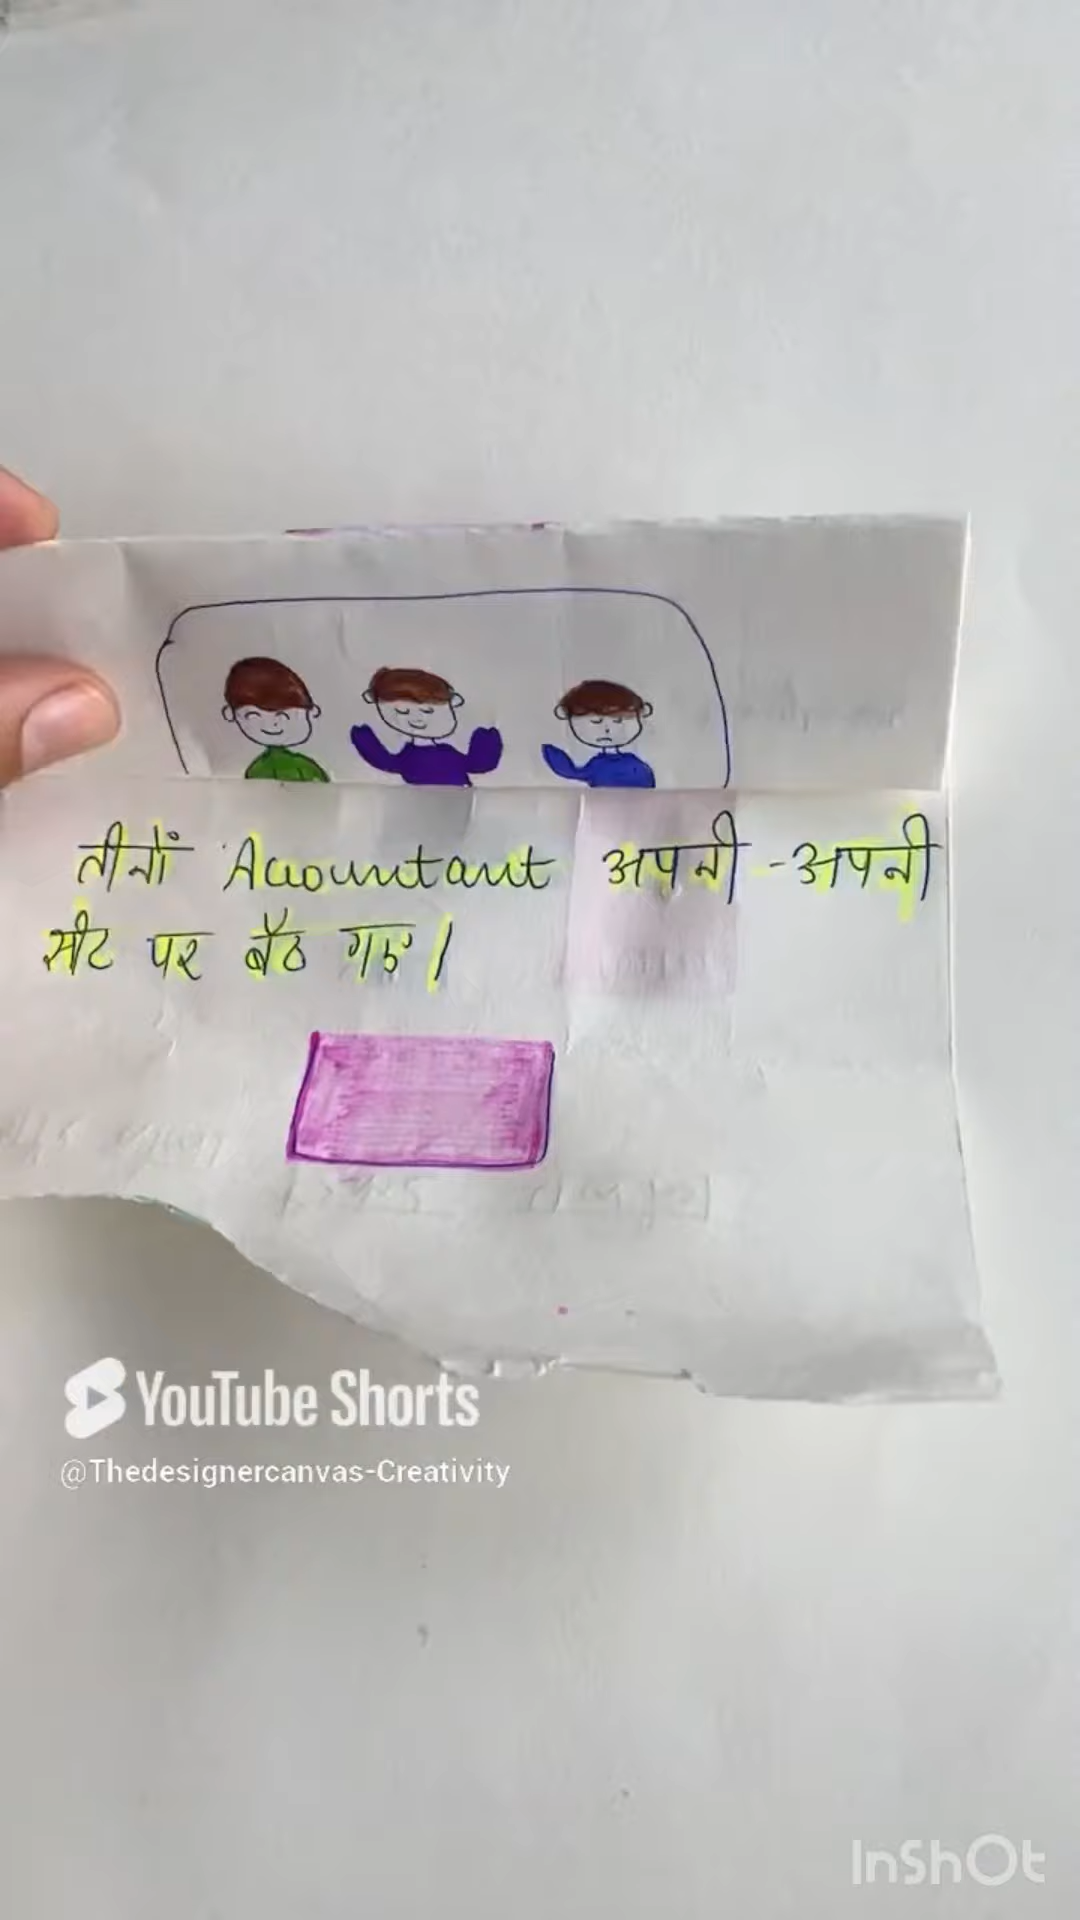 तीनों Accountant अपनी-अपनी
सीट पर बैठ गए।
YouTube Shorts
@Thedesignercanvas-Creativity
InShOt